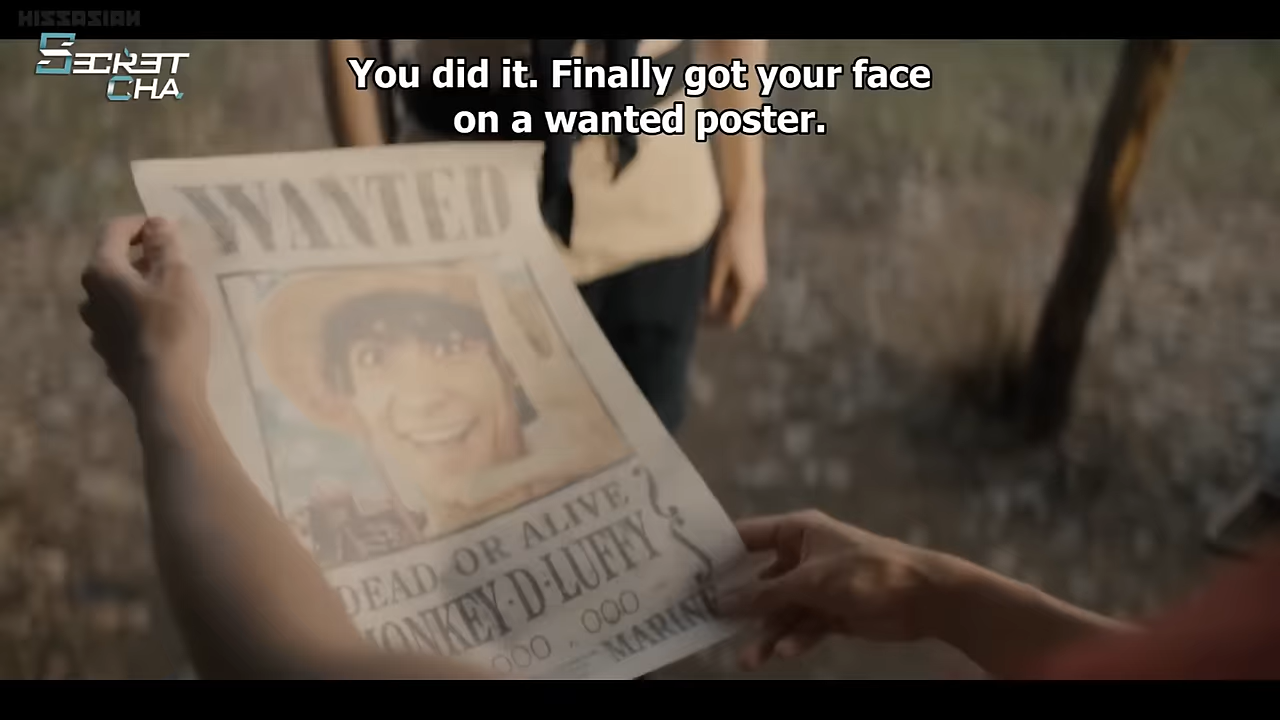 HISSASIAN
SECRET
CHA
You did it. Finally got your face
on a wanted poster.
WANTED
DEAD OR ALIVE
MONKEY·D·LUFFY
MARINE